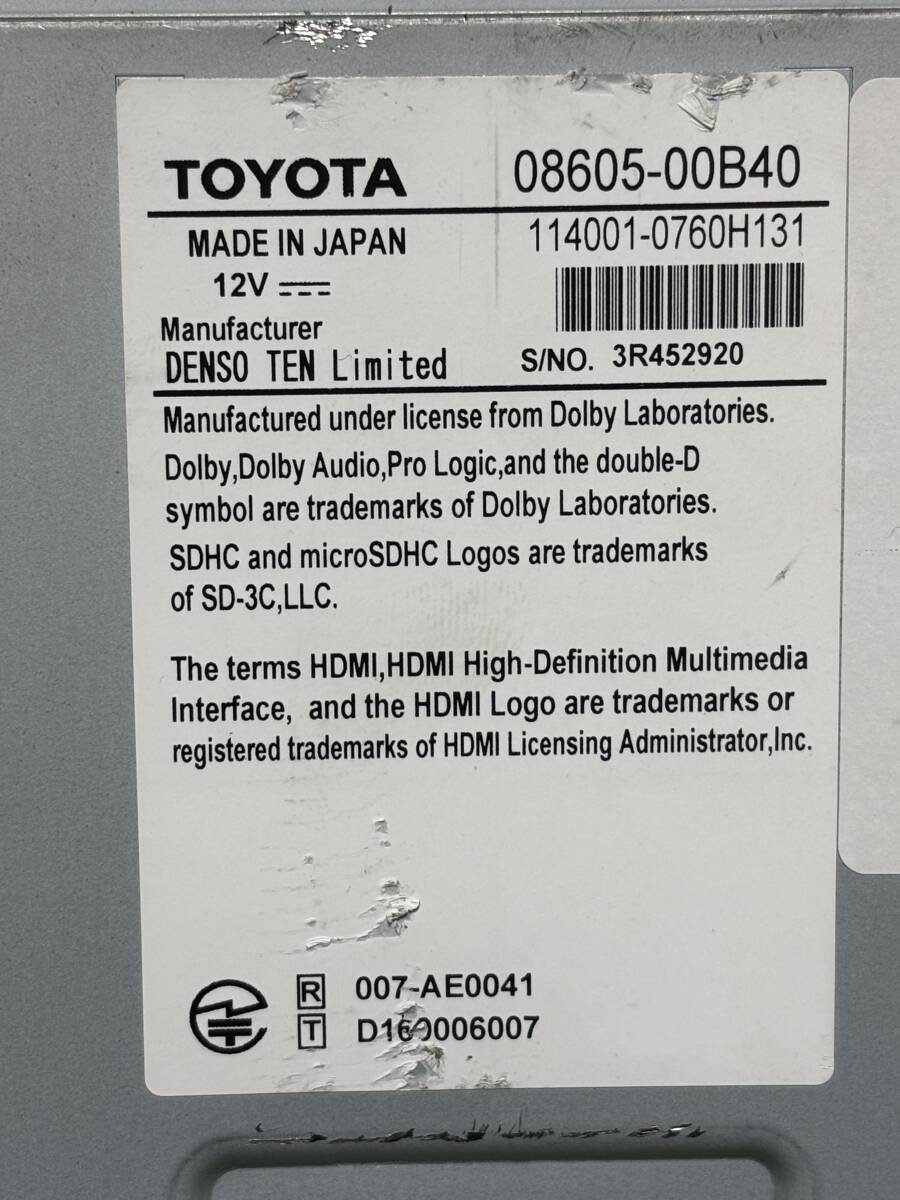 TOYOTA 08605-00B40
MADE IN JAPAN 114001-0760H131
12V
Manufacturer
DENSO TEN Limited S/NO. 3R452920
Manufactured under license from Dolby Laboratories.
Dolby,Dolby Audio,Pro Logic,and the double-D
symbol are trademarks of Dolby Laboratories.
SDHC and microSDHC Logos are trademarks
of SD-3C,LLC.
The terms HDMI,HDMI High-Definition Multimedia
Interface, and the HDMI Logo are trademarks or
registered trademarks of HDMI Licensing Administrator,Inc.
R 007-AE0041
T D160006007